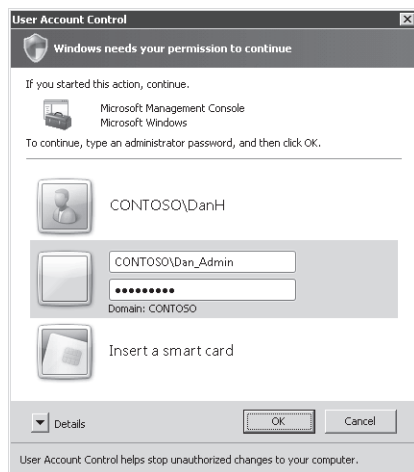 User Account Control
Windows needs your permission to continue
If you started this action, continue.
Microsoft Management Console
Microsoft Windows
To continue, type an administrator password, and then click OK.
CONTOSO\DanH
CONTOSO\Dan_Admin
•••••••••
Domain: CONTOSO
Insert a smart card
Details
OK
Cancel
User Account Control helps stop unauthorized changes to your computer.